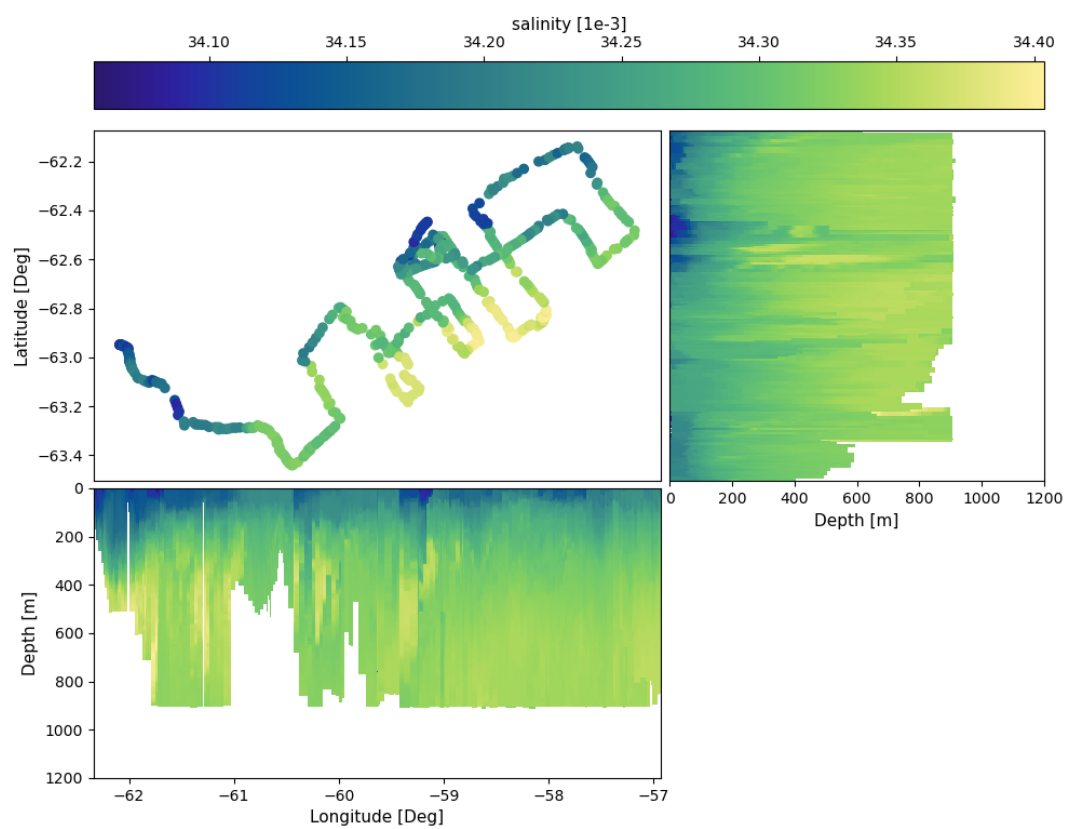 salinity [1e-3]
34.10 34.15 34.20 34.25 34.30 34.35 34.40
Latitude [Deg]
−62.2
−62.4
−62.6
−62.8
−63.0
−63.2
−63.4
0 200 400 600 800 1000 1200
Depth [m]
Depth [m]
0
200
400
600
800
1000
1200
−62 −61 −60 −59 −58 −57
Longitude [Deg]